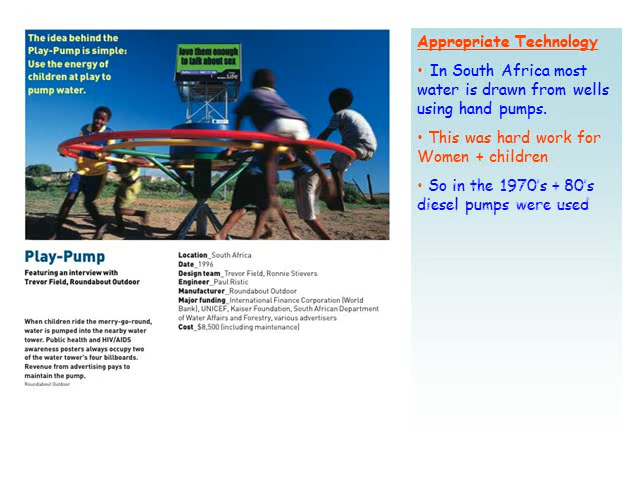 The idea behind the
Play-Pump is simple:
Use the energy of
children at play to
pump water.
love them enough
to talk about sex
Life
Play-Pump
Featuring an interview with
Trevor Field, Roundabout Outdoor
When children ride the merry-go-round,
water is pumped into the nearby water
tower. Public health and HIV/AIDS
awareness posters always occupy two
of the water tower's four billboards.
Revenue from advertising pays to
maintain the pump.
Roundabout Outdoor
Location_South Africa
Date_1996
Design team_Trevor Field, Ronnie Stievers
Engineer_Paul Ristic
Manufacturer_Roundabout Outdoor
Major funding_International Finance Corporation (World
Bank), UNICEF, Kaiser Foundation, South African Department
of Water Affairs and Forestry, various advertisers
Cost_$8,500 (including maintenance)
Appropriate Technology
• In South Africa most
water is drawn from wells
using hand pumps.
• This was hard work for
Women + children
• So in the 1970's + 80's
diesel pumps were used